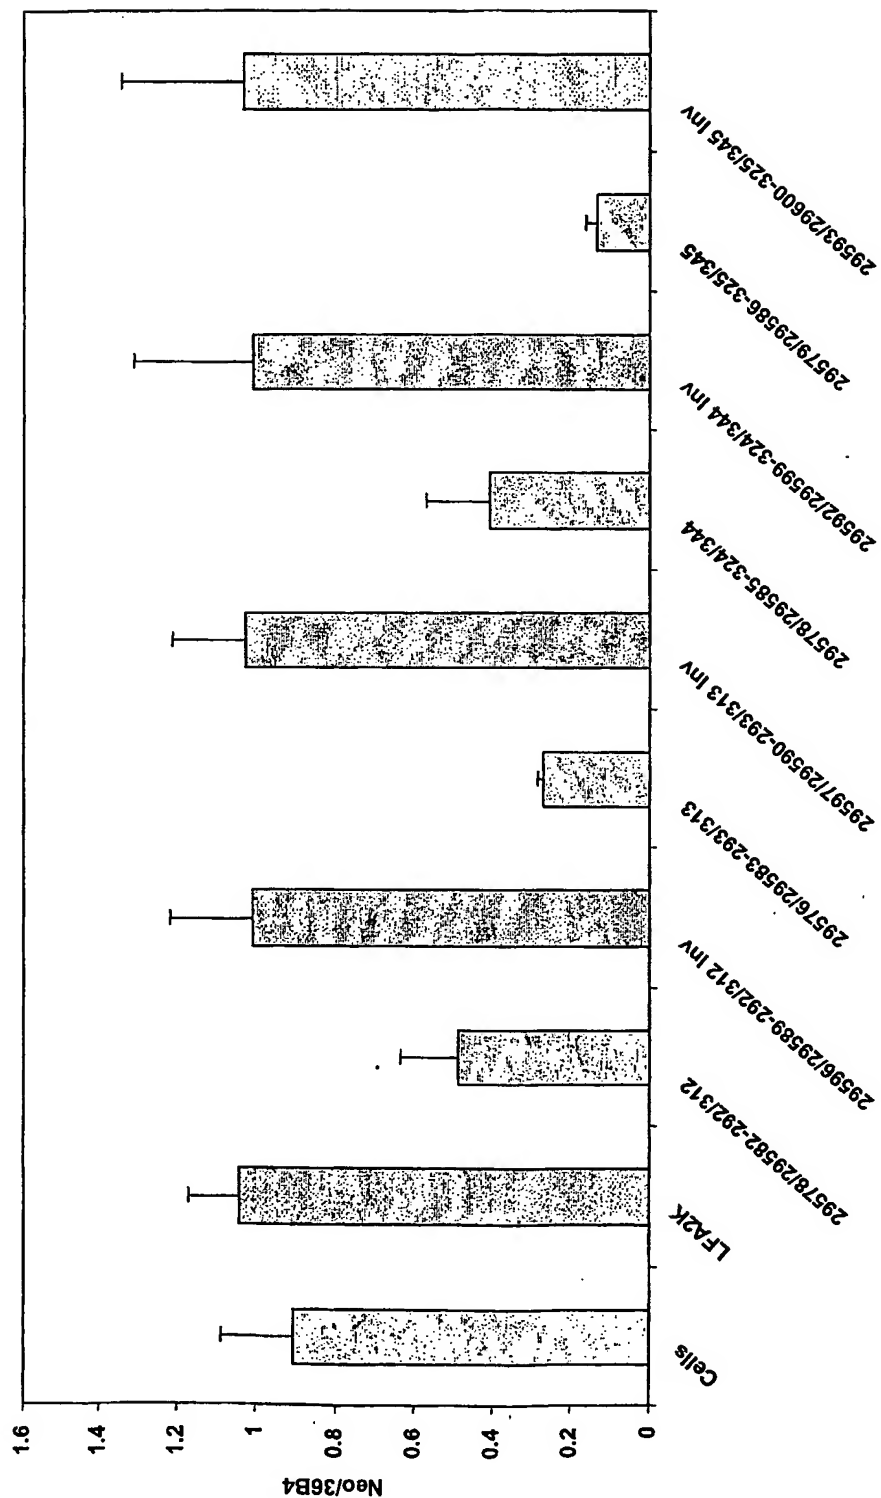 Neo/36B4
1.6
1.4
1.2
1
0.8
0.6
0.4
0.2
0
Cells
LFA2K
29578/29582-292/312
29596/29589-292/312 Inv
29576/29583-293/313
29597/29590-293/313 Inv
29578/29585-324/344
29592/29599-324/344 Inv
29579/29586-325/345
29593/29600-325/345 Inv